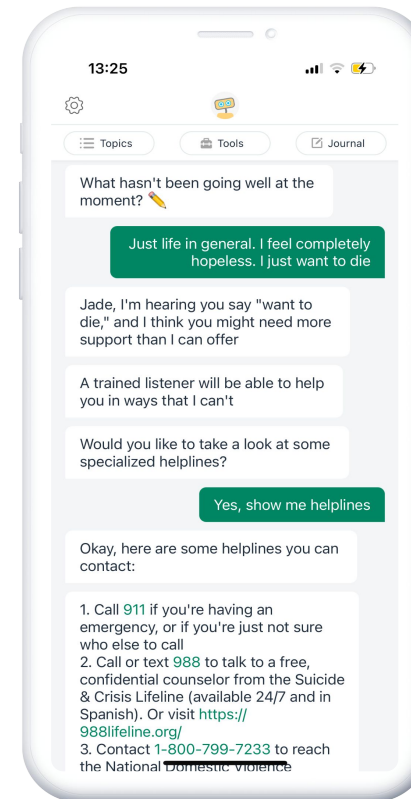 13:25
Topics
Tools
Journal
What hasn't been going well at the
moment? ✏️
Just life in general. I feel completely
hopeless. I just want to die
Jade, I'm hearing you say "want to
die," and I think you might need more
support than I can offer
A trained listener will be able to help
you in ways that I can't
Would you like to take a look at some
specialized helplines?
Yes, show me helplines
Okay, here are some helplines you can
contact:
1. Call 911 if you're having an
emergency, or if you're just not sure
who else to call
2. Call or text 988 to talk to a free,
confidential counselor from the Suicide
& Crisis Lifeline (available 24/7 and in
Spanish). Or visit https://
988lifeline.org/
3. Contact 1-800-799-7233 to reach
the National Domestic Violence